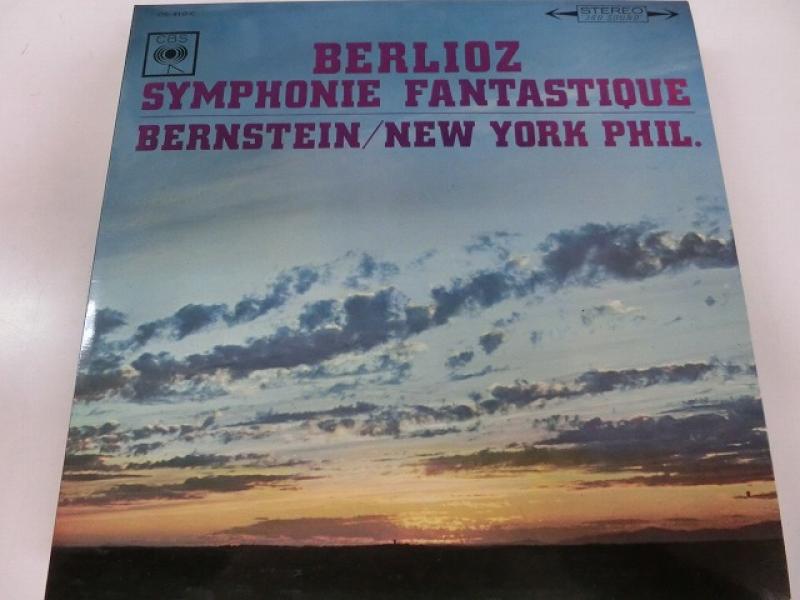 CBS
STEREO
"360 SOUND"
BERLIOZ
SYMPHONIE FANTASTIQUE
BERNSTEIN/NEW YORK PHIL.